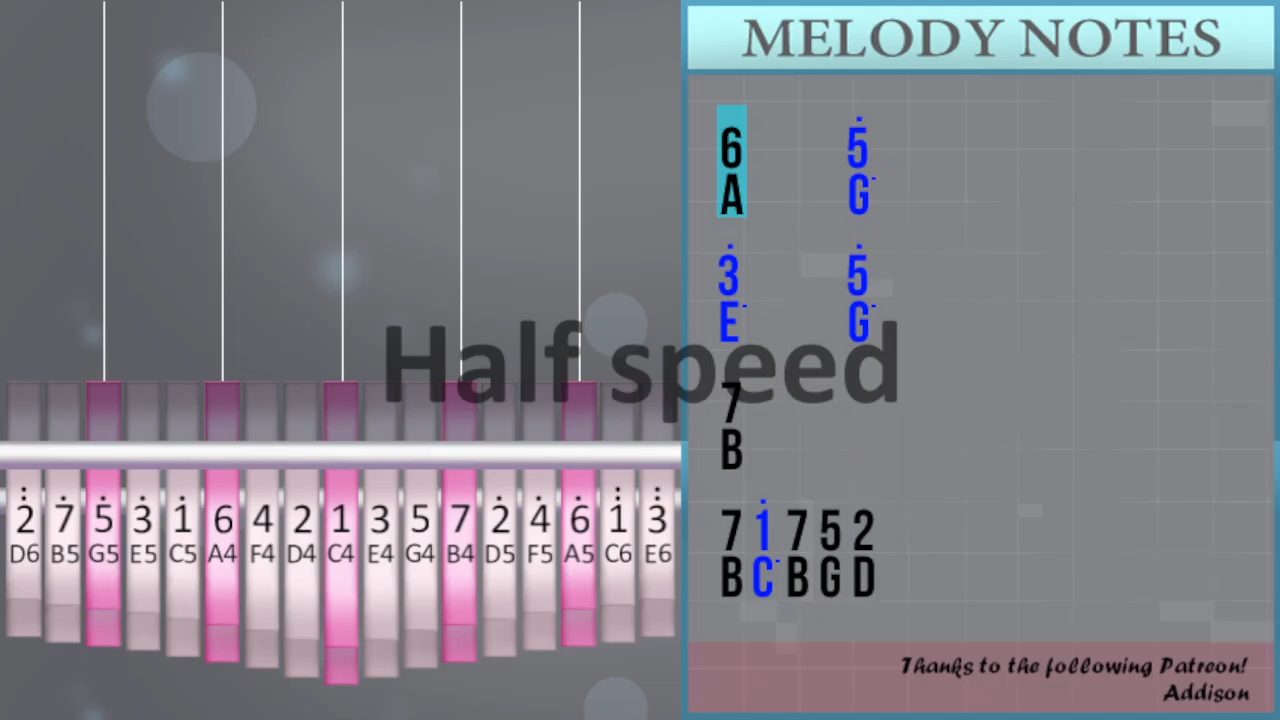 MELODY NOTES
6 5̇
A G˙
3̇ 5̇
E˙ G˙
Half speed
7
B
7 1̇ 7 5 2
B C˙ B G D
2̈ 7̇ 5̇ 3̇ 1̇ 6 4 2 1 3 5 7 2̇ 4̇ 6̇ 1̈ 3̈
D6 B5 G5 E5 C5 A4 F4 D4 C4 E4 G4 B4 D5 F5 A5 C6 E6
Thanks to the following Patreon!
Addison